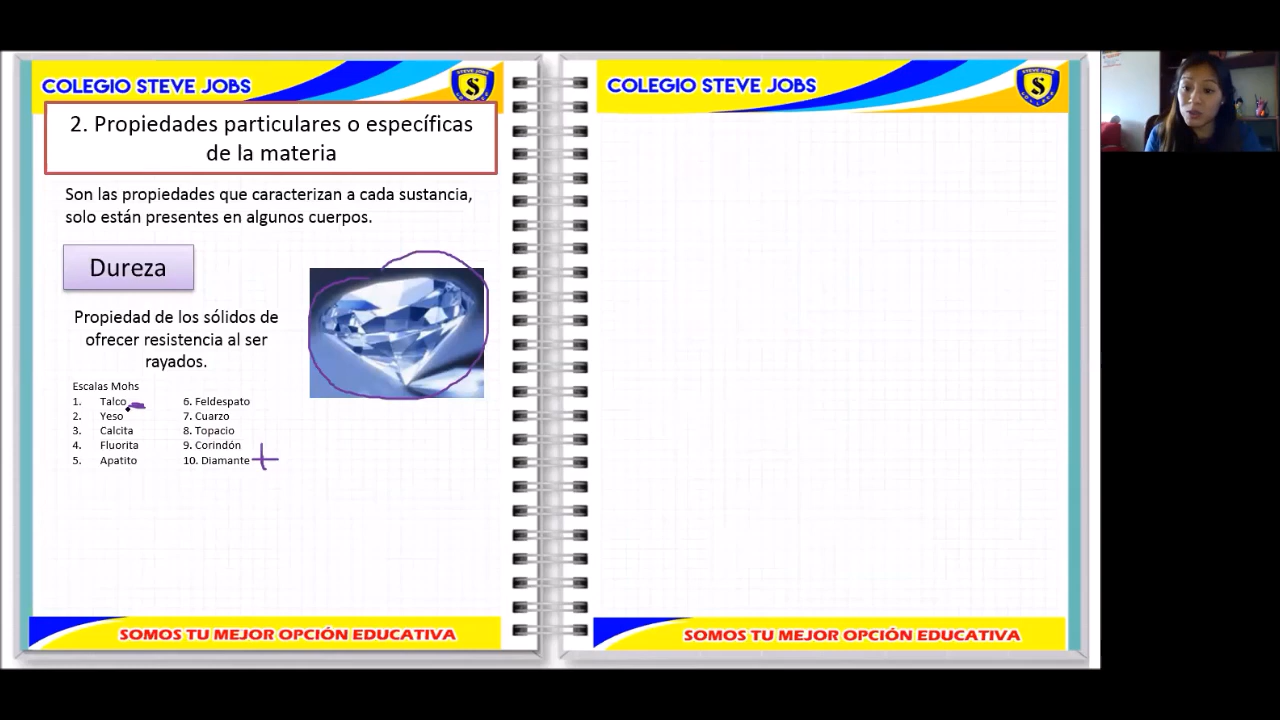 COLEGIO STEVE JOBS
2. Propiedades particulares o específicas
de la materia
Son las propiedades que caracterizan a cada sustancia,
solo están presentes en algunos cuerpos.
Dureza
Propiedad de los sólidos de
ofrecer resistencia al ser
rayados.
Escalas Mohs
1. Talco
2. Yeso
3. Calcita
4. Fluorita
5. Apatito
6. Feldespato
7. Cuarzo
8. Topacio
9. Corindón
10. Diamante
SOMOS TU MEJOR OPCIÓN EDUCATIVA
COLEGIO STEVE JOBS
SOMOS TU MEJOR OPCIÓN EDUCATIVA